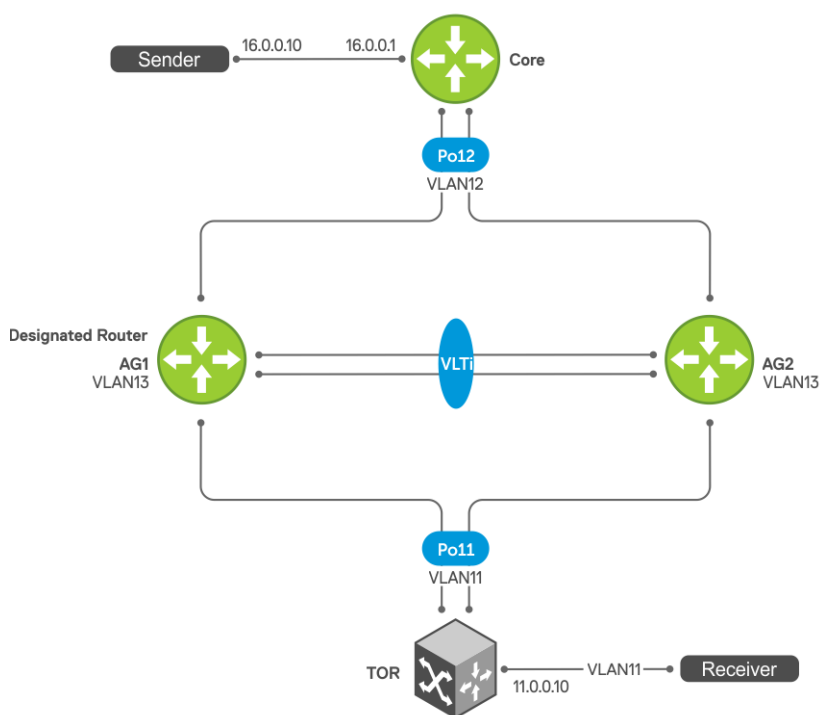 Sender
16.0.0.10
16.0.0.1
Core
Po12
VLAN12
Designated Router
AG1
VLAN13
VLTi
AG2
VLAN13
Po11
VLAN11
TOR
11.0.0.10
VLAN11
Receiver